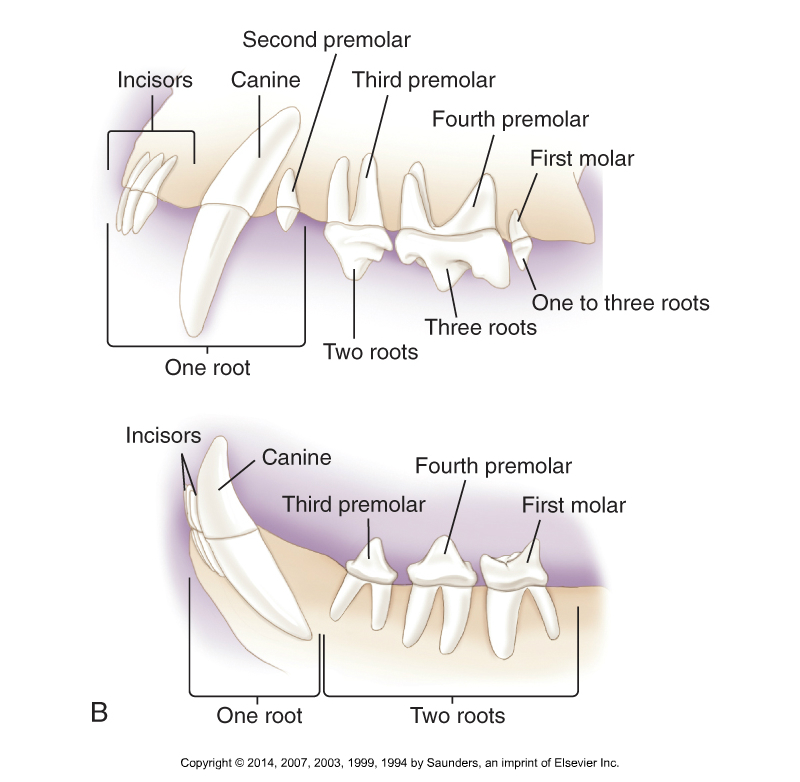 Second premolar
Incisors
Canine
Third premolar
Fourth premolar
First molar
One to three roots
Three roots
Two roots
One root
Incisors
Canine
Fourth premolar
Third premolar
First molar
B
One root
Two roots
Copyright © 2014, 2007, 2003, 1999, 1994 by Saunders, an imprint of Elsevier Inc.